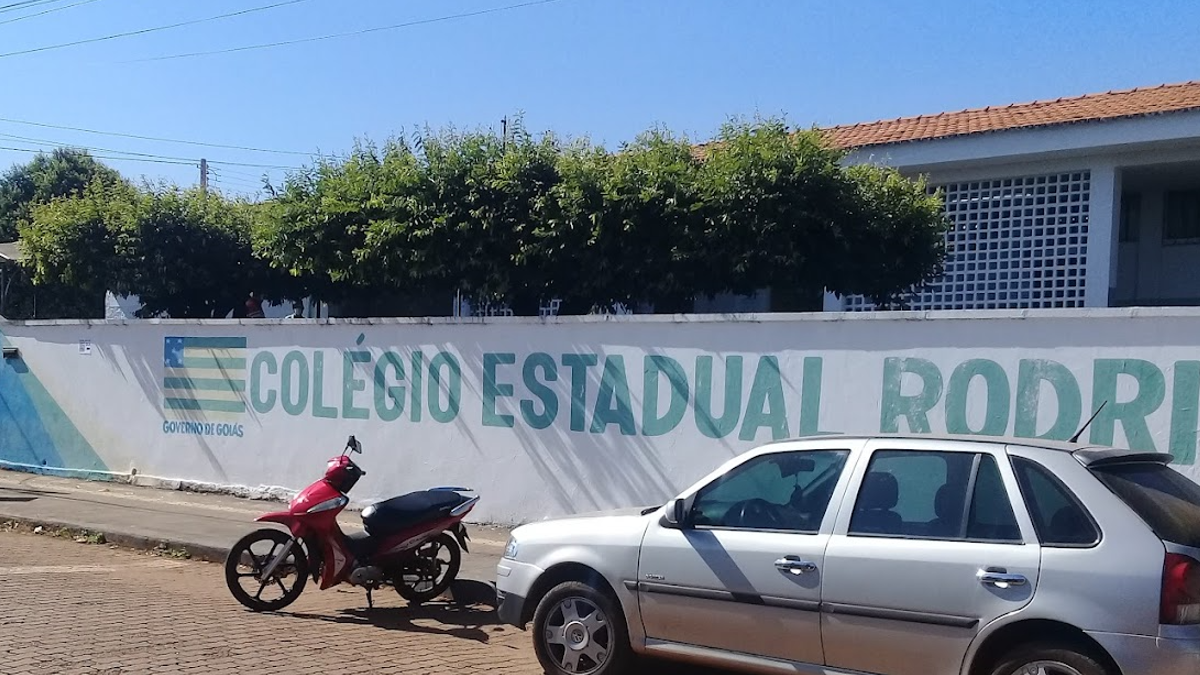 COLÉGIO ESTADUAL RODRI
GOVERNO DE GOIÁS